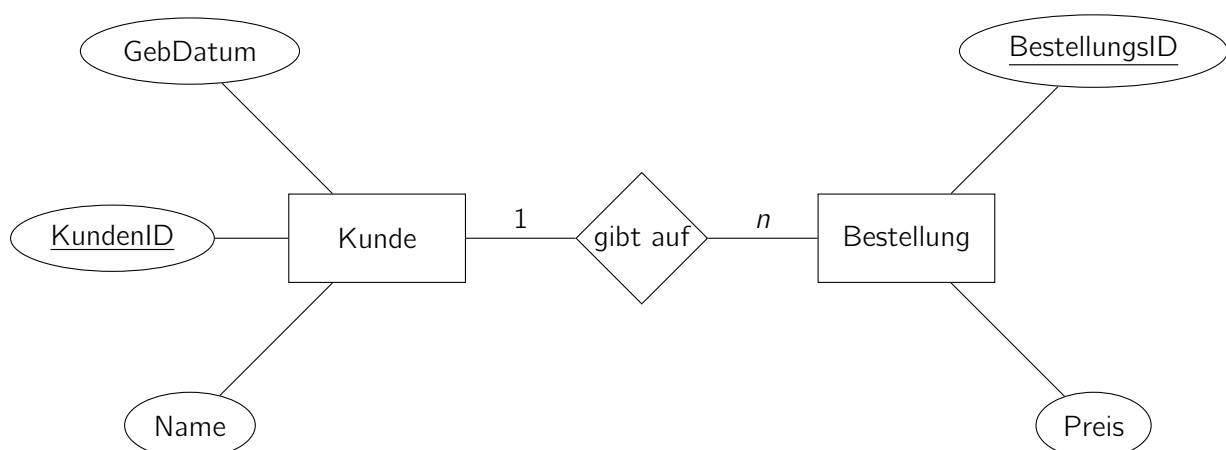 GebDatum
BestellungsID
KundenID
Kunde
1
gibt auf
n
Bestellung
Name
Preis